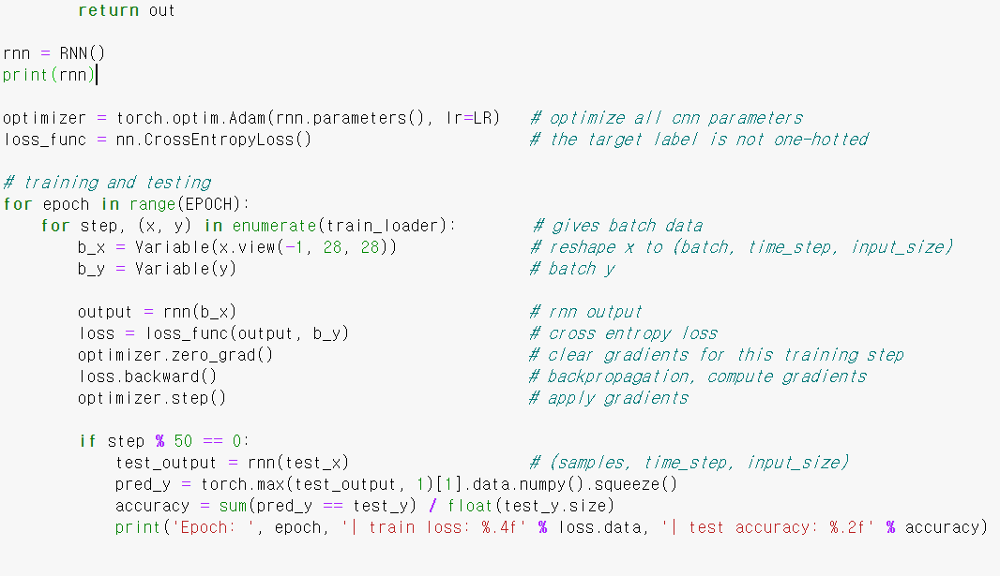 return out
rnn = RNN()
print(rnn)
optimizer = torch.optim.Adam(rnn.parameters(), lr=LR) # optimize all cnn parameters
loss_func = nn.CrossEntropyLoss() # the target label is not one-hotted
# training and testing
for epoch in range(EPOCH):
for step, (x, y) in enumerate(train_loader): # gives batch data
b_x = Variable(x.view(-1, 28, 28)) # reshape x to (batch, time_step, input_size)
b_y = Variable(y) # batch y
output = rnn(b_x) # rnn output
loss = loss_func(output, b_y) # cross entropy loss
optimizer.zero_grad() # clear gradients for this training step
loss.backward() # backpropagation, compute gradients
optimizer.step() # apply gradients
if step % 50 == 0:
test_output = rnn(test_x) # (samples, time_step, input_size)
pred_y = torch.max(test_output, 1)[1].data.numpy().squeeze()
accuracy = sum(pred_y == test_y) / float(test_y.size)
print('Epoch: ', epoch, '| train loss: %.4f' % loss.data, '| test accuracy: %.2f' % accuracy)